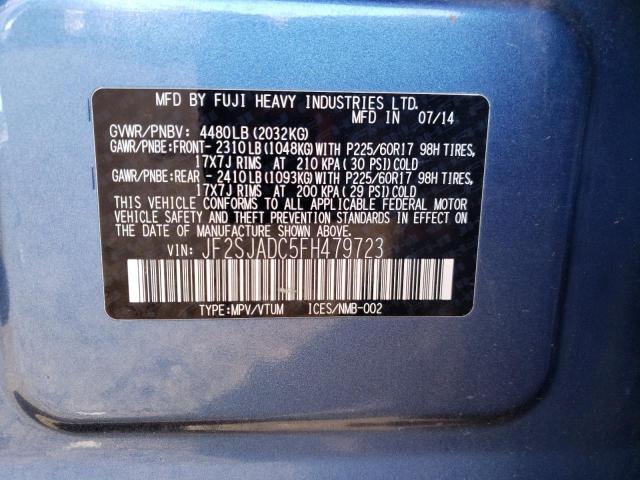 MFD BY FUJI HEAVY INDUSTRIES LTD.
MFD IN 07/14
GVWR/PNBV: 4480LB(2032KG)
GAWR/PNBE:FRONT-2310LB(1048KG)WITH P225/60R17 98H TIRES,
17X7J RIMS AT 210 KPA(30 PSI)COLD
GAWR/PNBE:REAR -2410LB(1093KG)WITH P225/60R17 98H TIRES,
17X7J RIMS AT 200 KPA(29 PSI)COLD
THIS VEHICLE CONFORMS TO ALL APPLICABLE FEDERAL MOTOR
VEHICLE SAFETY AND THEFT PREVENTION STANDARDS IN EFFECT
ON THE DATE OF MANUFACTURE SHOWN ABOVE.
VIN: JF2SJADC5FH479723
TYPE:MPV/VTUM ICES/NMB-002